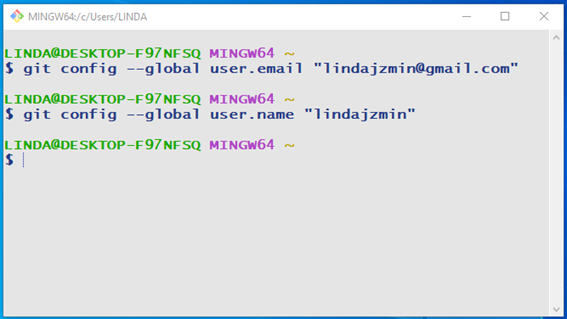 MINGW64:/c/Users/LINDA
LINDA@DESKTOP-F97NFSQ MINGW64 ~
$ git config --global user.email "lindajzmin@gmail.com"
LINDA@DESKTOP-F97NFSQ MINGW64 ~
$ git config --global user.name "lindajzmin"
LINDA@DESKTOP-F97NFSQ MINGW64 ~
$